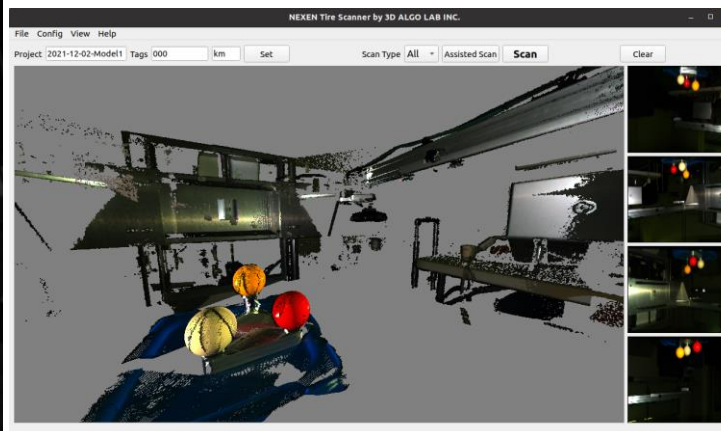 NEXEN Tire Scanner by 3D ALGO LAB INC.
File Config View Help
Project 2021-12-02-Model1 Tags 000 km Set Scan Type All Assisted Scan Scan Clear